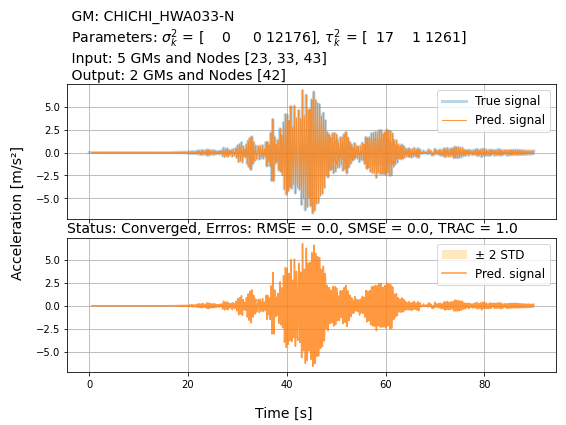 GM: CHICHI_HWA033-N
Parameters: σ²ₖ = [    0     0 12176], τ²ₖ = [  17    1 1261]
Input: 5 GMs and Nodes [23, 33, 43]
Output: 2 GMs and Nodes [42]
5.0
2.5
0.0
−2.5
−5.0
True signal
Pred. signal
Acceleration [m/s²]
Status: Converged, Errros: RMSE = 0.0, SMSE = 0.0, TRAC = 1.0
5.0
2.5
0.0
−2.5
−5.0
± 2 STD
Pred. signal
0 20 40 60 80
Time [s]